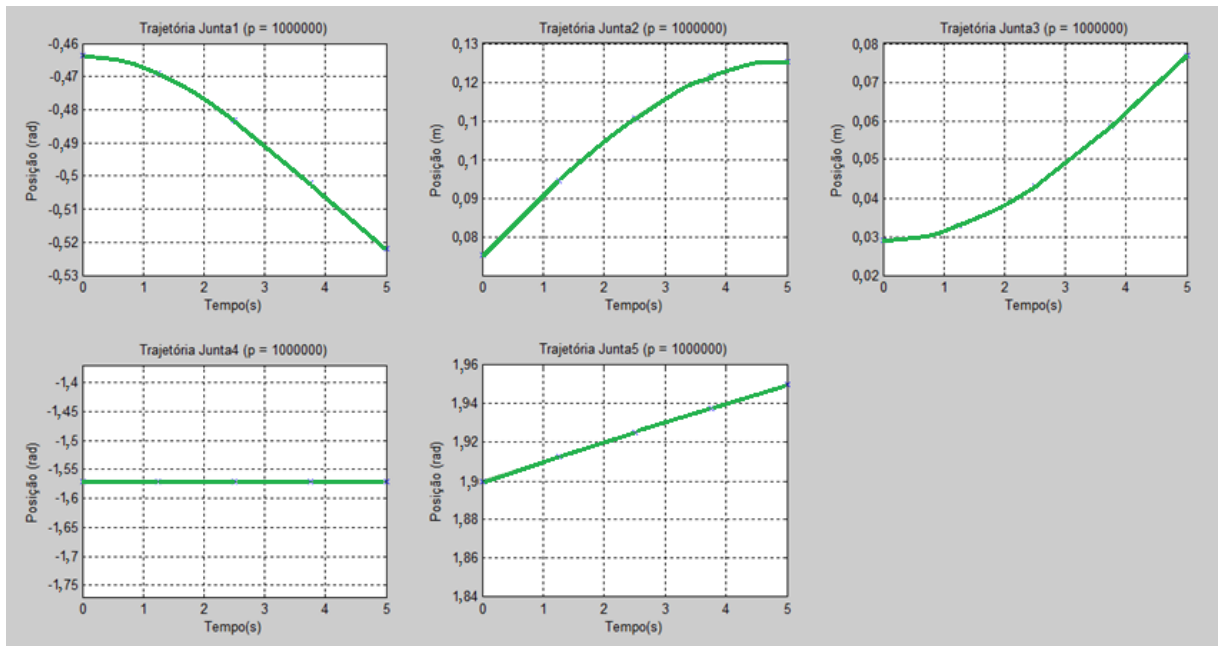 Trajetória Junta1 (p = 1000000)
-0,46
-0,47
-0,48
-0,49
-0,5
-0,51
-0,52
-0,53
Posição (rad)
0 1 2 3 4 5
Tempo(s)
Trajetória Junta2 (p = 1000000)
0,13
0,12
0,1
0,1
0,09
0,08
Posição (m)
0 1 2 3 4 5
Tempo(s)
Trajetória Junta3 (p = 1000000)
0,08
0,07
0,06
0,05
0,04
0,03
0,02
Posição (m)
0 1 2 3 4 5
Tempo(s)
Trajetória Junta4 (p = 1000000)
-1,4
-1,45
-1,5
-1,55
-1,6
-1,65
-1,7
-1,75
Posição (rad)
0 1 2 3 4 5
Tempo(s)
Trajetória Junta5 (p = 1000000)
1,96
1,94
1,92
1,9
1,88
1,86
1,84
Posição (rad)
0 1 2 3 4 5
Tempo(s)